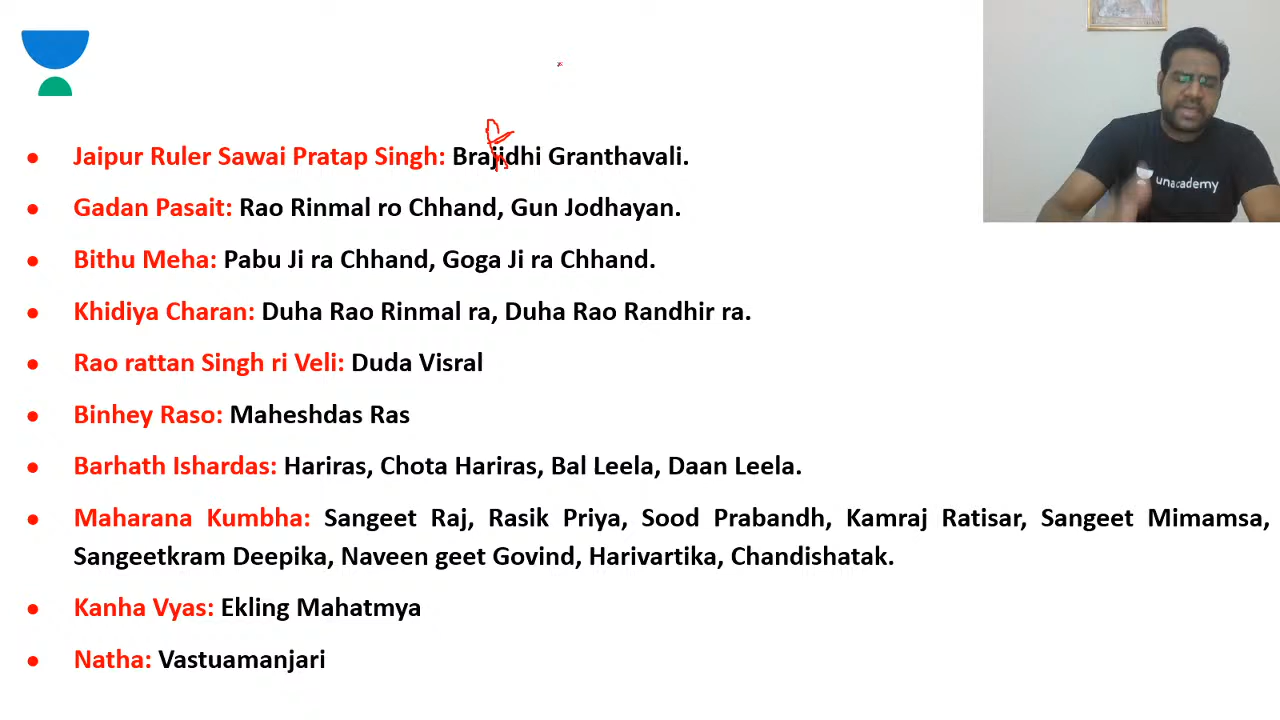 Jaipur Ruler Sawai Pratap Singh: Brajidhi Granthavali.
Gadan Pasait: Rao Rinmal ro Chhand, Gun Jodhayan.
Bithu Meha: Pabu Ji ra Chhand, Goga Ji ra Chhand.
Khidiya Charan: Duha Rao Rinmal ra, Duha Rao Randhir ra.
Rao rattan Singh ri Veli: Duda Visral
Binhey Raso: Maheshdas Ras
Barhath Ishardas: Hariras, Chota Hariras, Bal Leela, Daan Leela.
Maharana Kumbha: Sangeet Raj, Rasik Priya, Sood Prabandh, Kamraj Ratisar, Sangeet Mimamsa,
Sangeetkram Deepika, Naveen geet Govind, Harivartika, Chandishatak.
Kanha Vyas: Ekling Mahatmya
Natha: Vastuamanjari
unacademy